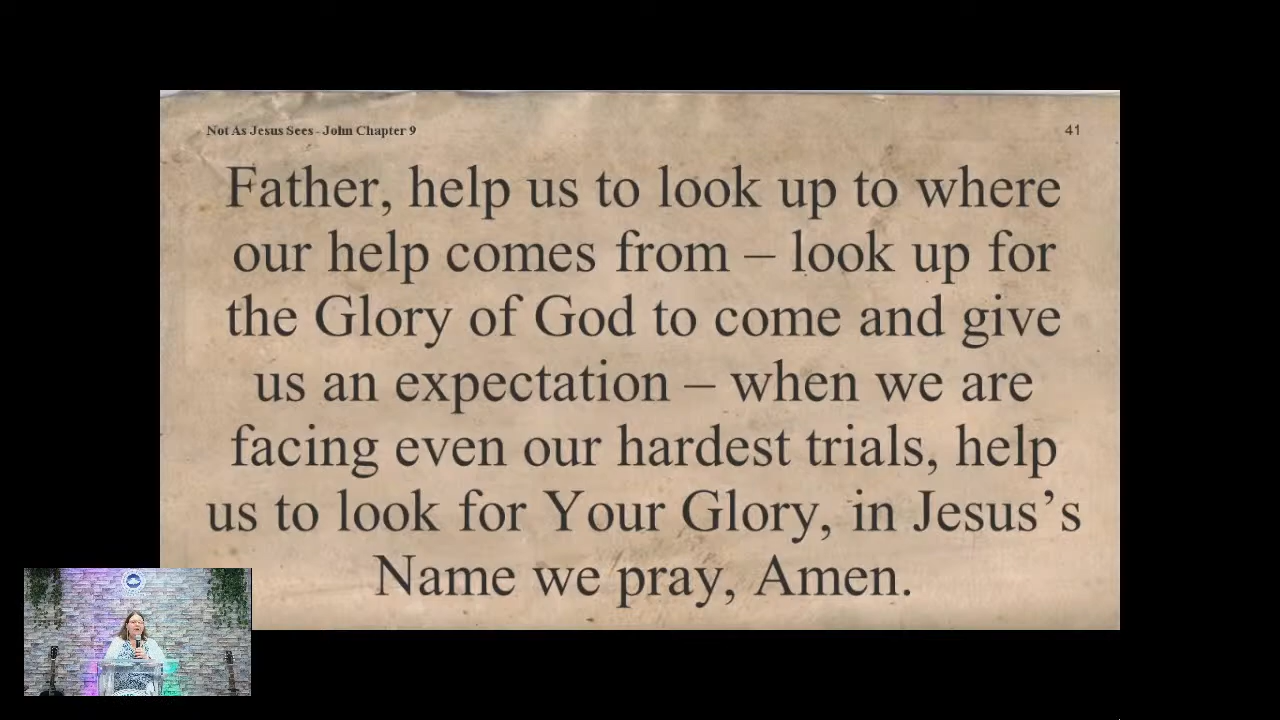 Not As Jesus Sees - John Chapter 9
41
Father, help us to look up to where
our help comes from – look up for
the Glory of God to come and give
us an expectation – when we are
facing even our hardest trials, help
us to look for Your Glory, in Jesus’s
Name we pray, Amen.